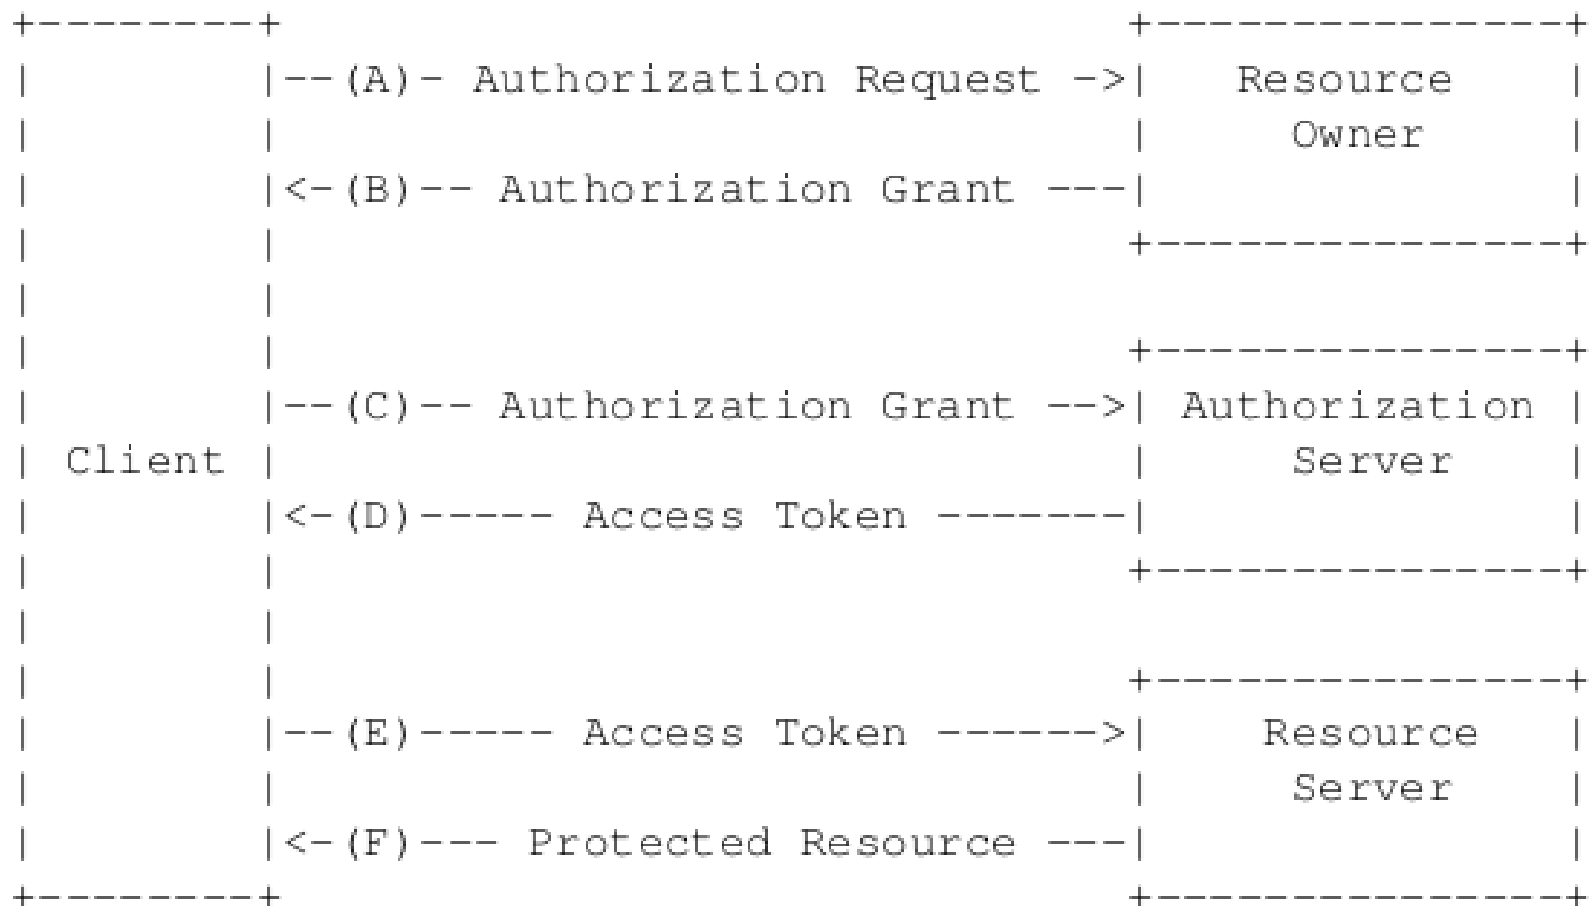 +--------+                               +---------------+
|        |--(A)- Authorization Request ->|   Resource    |
|        |                               |     Owner     |
|        |<-(B)-- Authorization Grant ---|               |
|        |                               +---------------+
|        |
|        |                               +---------------+
|        |--(C)-- Authorization Grant -->| Authorization |
| Client |                               |     Server    |
|        |<-(D)----- Access Token -------|               |
|        |                               +---------------+
|        |
|        |                               +---------------+
|        |--(E)----- Access Token ------>|    Resource   |
|        |                               |     Server    |
|        |<-(F)--- Protected Resource ---|               |
+--------+                               +---------------+